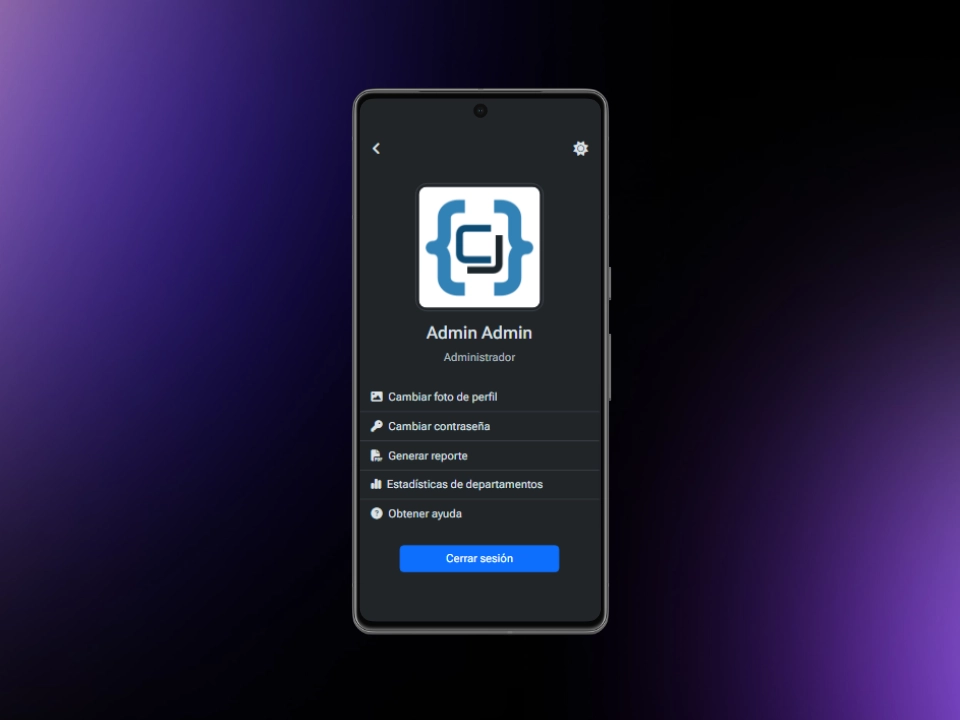 Admin Admin
Administrador
Cambiar foto de perfil
Cambiar contraseña
Generar reporte
Estadísticas de departamentos
Obtener ayuda
Cerrar sesión